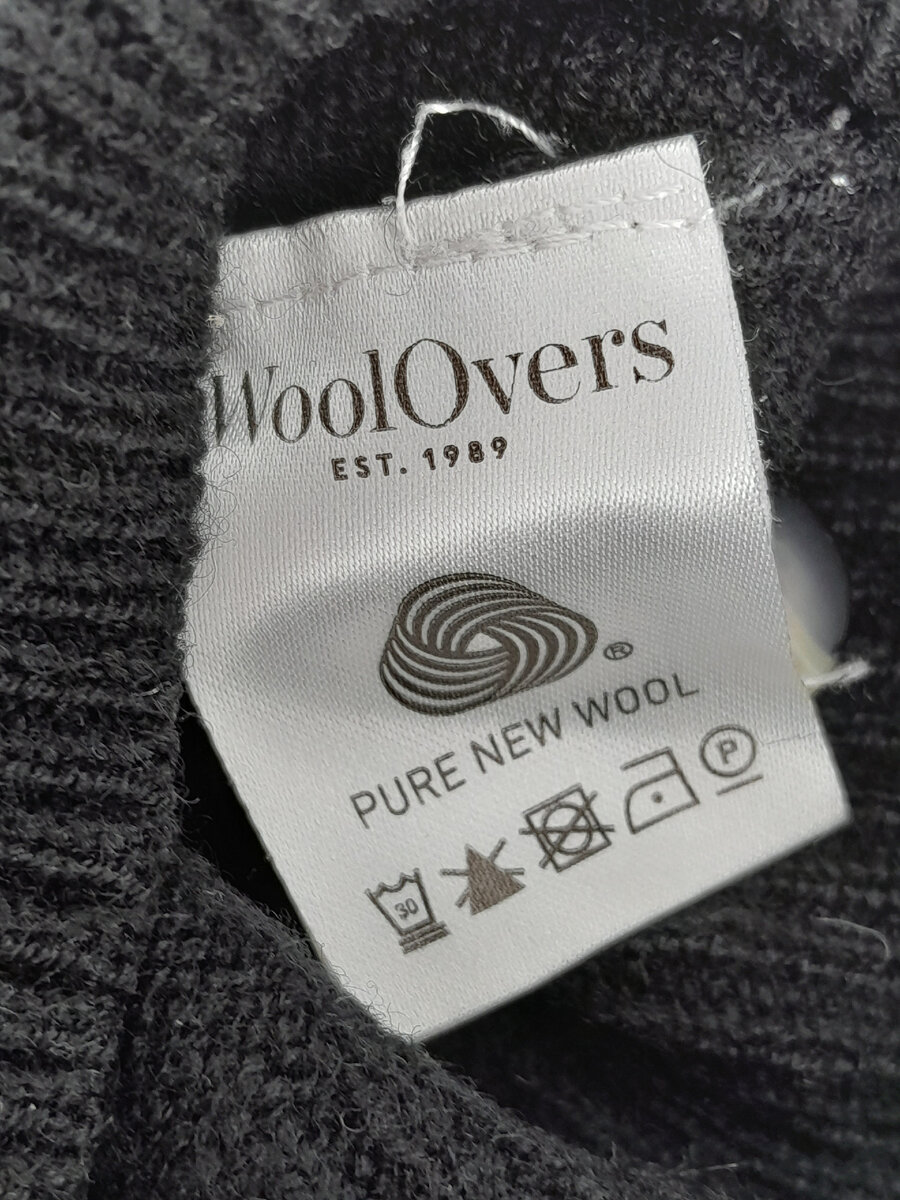 WoolOvers
EST. 1989
®
PURE NEW WOOL
30
P